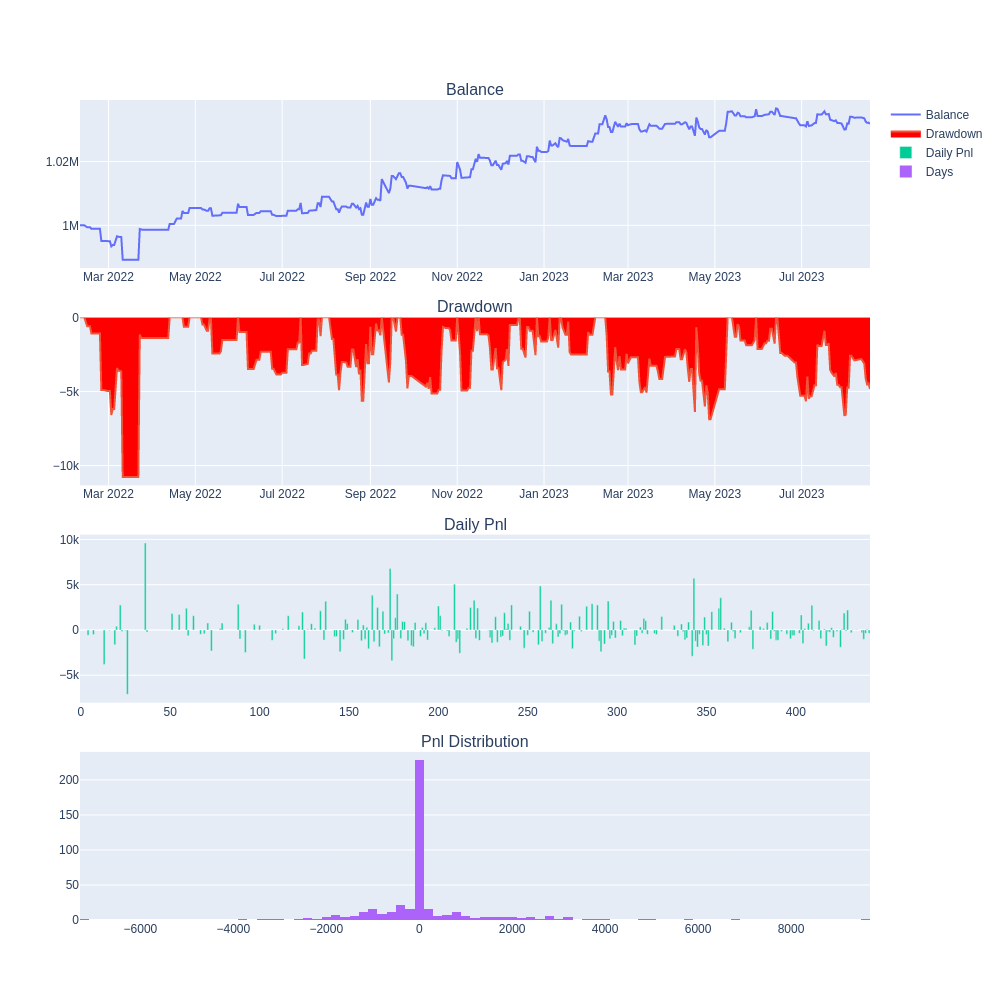 Balance
1.02M
1M
Mar 2022 May 2022 Jul 2022 Sep 2022 Nov 2022 Jan 2023 Mar 2023 May 2023 Jul 2023
Balance
Drawdown
Daily Pnl
Days
Drawdown
0
−5k
−10k
Mar 2022 May 2022 Jul 2022 Sep 2022 Nov 2022 Jan 2023 Mar 2023 May 2023 Jul 2023
Daily Pnl
10k
5k
0
−5k
0 50 100 150 200 250 300 350 400
Pnl Distribution
200
150
100
50
0
−6000 −4000 −2000 0 2000 4000 6000 8000